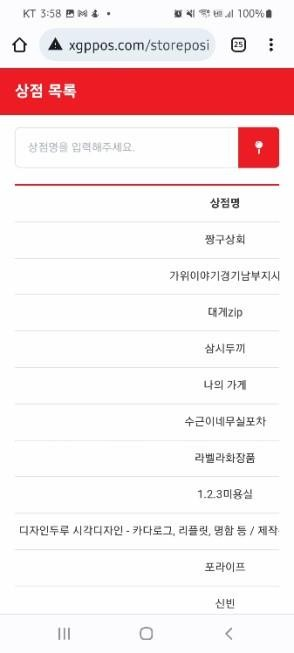 KT 3:58 100%
xgppos.com/storeposi 25
상점 목록
상점명을 입력해주세요.
상점명
짱구상회
가위이야기경기남부지사
대게zip
삼시두끼
나의 가게
수근이네무실포차
라벨라화장품
1.2.3미용실
디자인두루 시각디자인 - 카다로그, 리플릿, 명함 등 / 제작
포라이프
신빈